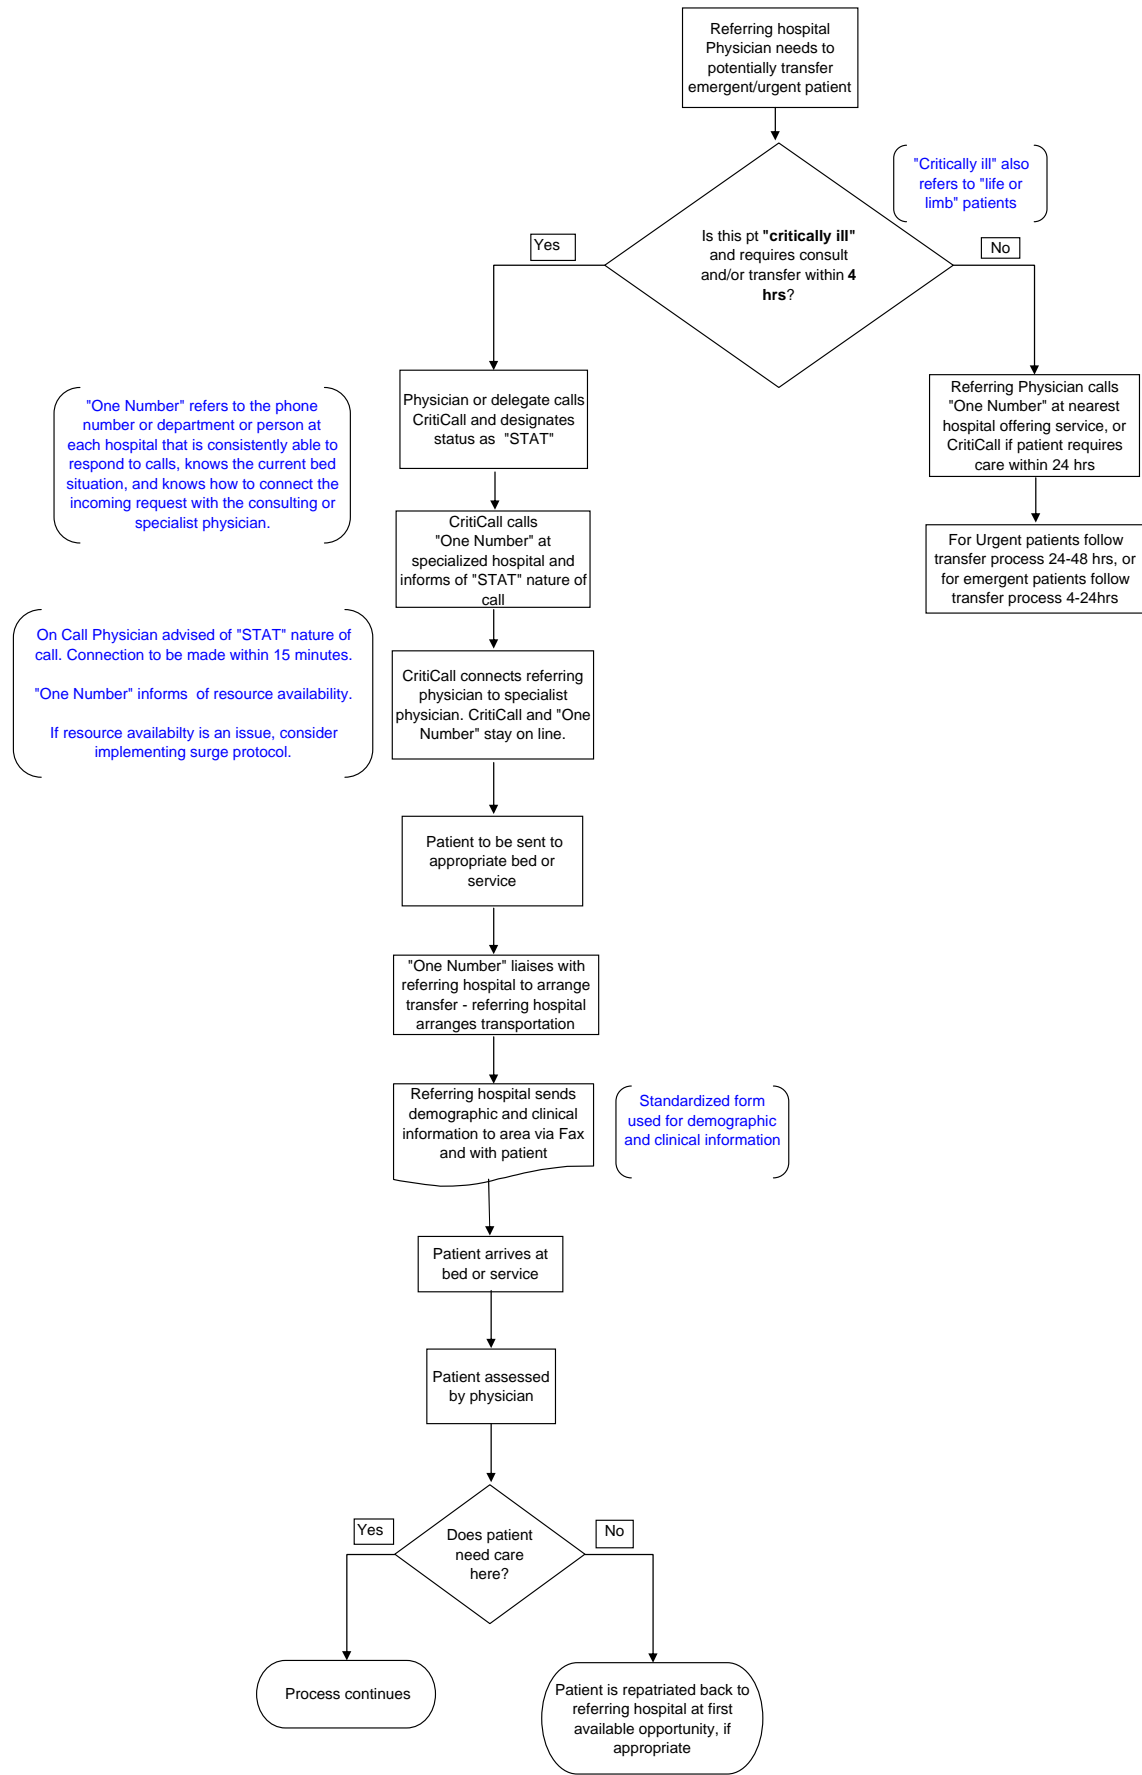 Referring hospital
Physician needs to
potentially transfer
emergent/urgent patient
"Critically ill" also
refers to "life or
limb" patients
Is this pt "critically ill"
and requires consult
and/or transfer within 4
hrs?
Yes
No
Physician or delegate calls
CritiCall and designates
status as "STAT"
Referring Physician calls
"One Number" at nearest
hospital offering service, or
CritiCall if patient requires
care within 24 hrs
"One Number" refers to the phone
number or department or person at
each hospital that is consistently able to
respond to calls, knows the current bed
situation, and knows how to connect the
incoming request with the consulting or
specialist physician.
CritiCall calls
"One Number" at
specialized hospital and
informs of "STAT" nature of
call
For Urgent patients follow
transfer process 24-48 hrs, or
for emergent patients follow
transfer process 4-24hrs
On Call Physician advised of "STAT" nature of
call. Connection to be made within 15 minutes.
"One Number" informs of resource availability.
If resource availabilty is an issue, consider
implementing surge protocol.
CritiCall connects referring
physician to specialist
physician. CritiCall and "One
Number" stay on line.
Patient to be sent to
appropriate bed or
service
"One Number" liaises with
referring hospital to arrange
transfer - referring hospital
arranges transportation
Referring hospital sends
demographic and clinical
information to area via Fax
and with patient
Standardized form
used for demographic
and clinical information
Patient arrives at
bed or service
Patient assessed
by physician
Does patient
need care
here?
Yes
No
Process continues
Patient is repatriated back to
referring hospital at first
available opportunity, if
appropriate